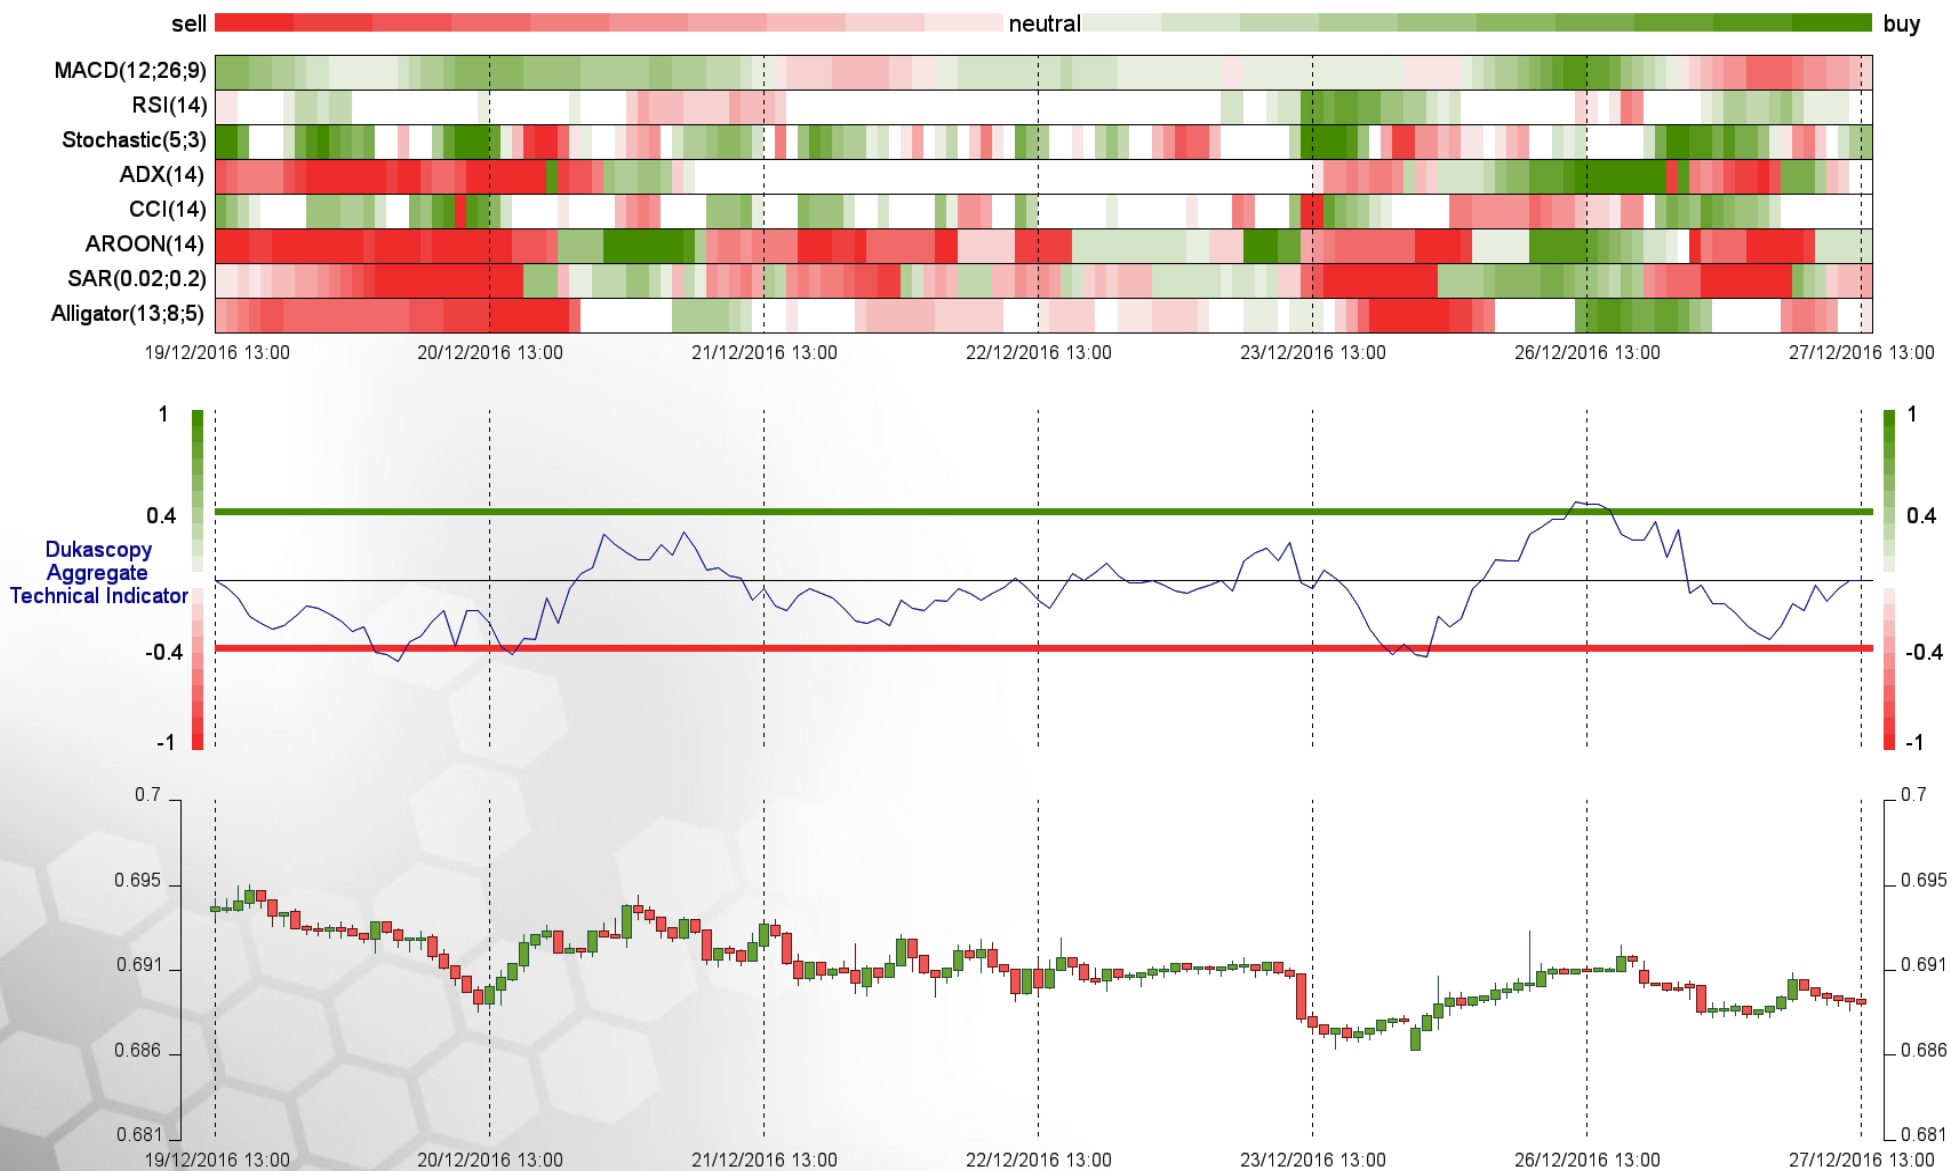 sell neutral buy
MACD(12;26;9)
RSI(14)
Stochastic(5;3)
ADX(14)
CCI(14)
AROON(14)
SAR(0.02;0.2)
Alligator(13;8;5)
19/12/2016 13:00 20/12/2016 13:00 21/12/2016 13:00 22/12/2016 13:00 23/12/2016 13:00 26/12/2016 13:00 27/12/2016 13:00
1 1
0.4 0.4
Dukascopy
Aggregate
Technical Indicator
-0.4 -0.4
-1 -1
0.7 0.7
0.695 0.695
0.691 0.691
0.686 0.686
0.681 0.681
19/12/2016 13:00 20/12/2016 13:00 21/12/2016 13:00 22/12/2016 13:00 23/12/2016 13:00 26/12/2016 13:00 27/12/2016 13:00